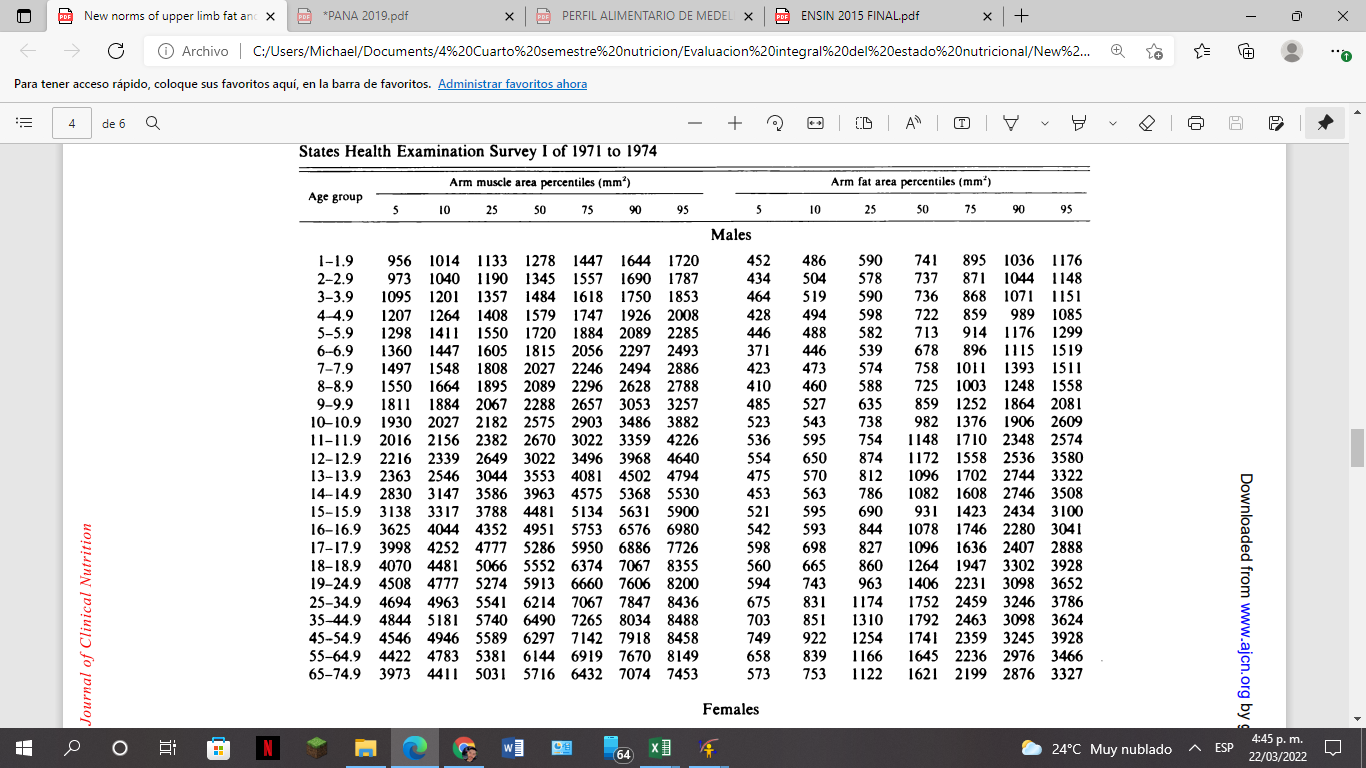 New norms of upper limb fat and
*PANA 2019.pdf
PERFIL ALIMENTARIO DE MEDEL
ENSIN 2015 FINAL.pdf
Archivo
C:/Users/Michael/Documents/4%20Cuarto%20semestre%20nutricion/Evaluacion%20integral%20del%20estado%20nutricional/New%2...
Para tener acceso rápido, coloque sus favoritos aquí, en la barra de favoritos. Administrar favoritos ahora
4 de 6
States Health Examination Survey I of 1971 to 1974
Arm muscle area percentiles (mm²) Arm fat area percentiles (mm²)
Age group
5 10 25 50 75 90 95 5 10 25 50 75 90 95
Males
1–1.9 956 1014 1133 1278 1447 1644 1720 452 486 590 741 895 1036 1176
2–2.9 973 1040 1190 1345 1557 1690 1787 434 504 578 737 871 1044 1148
3–3.9 1095 1201 1357 1484 1618 1750 1853 464 519 590 736 868 1071 1151
4–4.9 1207 1264 1408 1579 1747 1926 2008 428 494 598 722 859 989 1085
5–5.9 1298 1411 1550 1720 1884 2089 2285 446 488 582 713 914 1176 1299
6–6.9 1360 1447 1605 1815 2056 2297 2493 371 446 539 678 896 1115 1519
7–7.9 1497 1548 1808 2027 2246 2494 2886 423 473 574 758 1011 1393 1511
8–8.9 1550 1664 1895 2089 2296 2628 2788 410 460 588 725 1003 1248 1558
9–9.9 1811 1884 2067 2288 2657 3053 3257 485 527 635 859 1252 1864 2081
10–10.9 1930 2027 2182 2575 2903 3486 3882 523 543 738 982 1376 1906 2609
11–11.9 2016 2156 2382 2670 3022 3359 4226 536 595 754 1148 1710 2348 2574
12–12.9 2216 2339 2649 3022 3496 3968 4640 554 650 874 1172 1558 2536 3580
13–13.9 2363 2546 3044 3553 4081 4502 4794 475 570 812 1096 1702 2744 3322
14–14.9 2830 3147 3586 3963 4575 5368 5530 453 563 786 1082 1608 2746 3508
15–15.9 3138 3317 3788 4481 5134 5631 5900 521 595 690 931 1423 2434 3100
16–16.9 3625 4044 4352 4951 5753 6576 6980 542 593 844 1078 1746 2280 3041
17–17.9 3998 4252 4777 5286 5950 6886 7726 598 698 827 1096 1636 2407 2888
18–18.9 4070 4481 5066 5552 6374 7067 8355 560 665 860 1264 1947 3302 3928
19–24.9 4508 4777 5274 5913 6660 7606 8200 594 743 963 1406 2231 3098 3652
25–34.9 4694 4963 5541 6214 7067 7847 8436 675 831 1174 1752 2459 3246 3786
35–44.9 4844 5181 5740 6490 7265 8034 8488 703 851 1310 1792 2463 3098 3624
45–54.9 4546 4946 5589 6297 7142 7918 8458 749 922 1254 1741 2359 3245 3928
55–64.9 4422 4783 5381 6144 6919 7670 8149 658 839 1166 1645 2236 2976 3466
65–74.9 3973 4411 5031 5716 6432 7074 7453 573 753 1122 1621 2199 2876 3327
Females
Journal of Clinical Nutrition
Downloaded from www.ajcn.org by
64
24°C Muy nublado
ESP
4:45 p. m.
22/03/2022